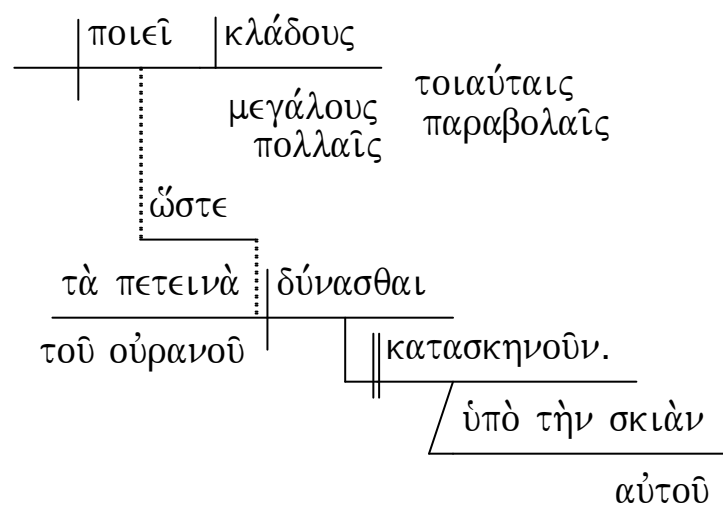 ποιεῖ κλάδους
τοιαύταις
μεγάλους
παραβολαῖς
πολλαῖς
ὥστε
τὰ πετεινὰ δύνασθαι
τοῦ οὐρανοῦ κατασκηνοῦν.
ὑπὸ τὴν σκιὰν
αὐτοῦ